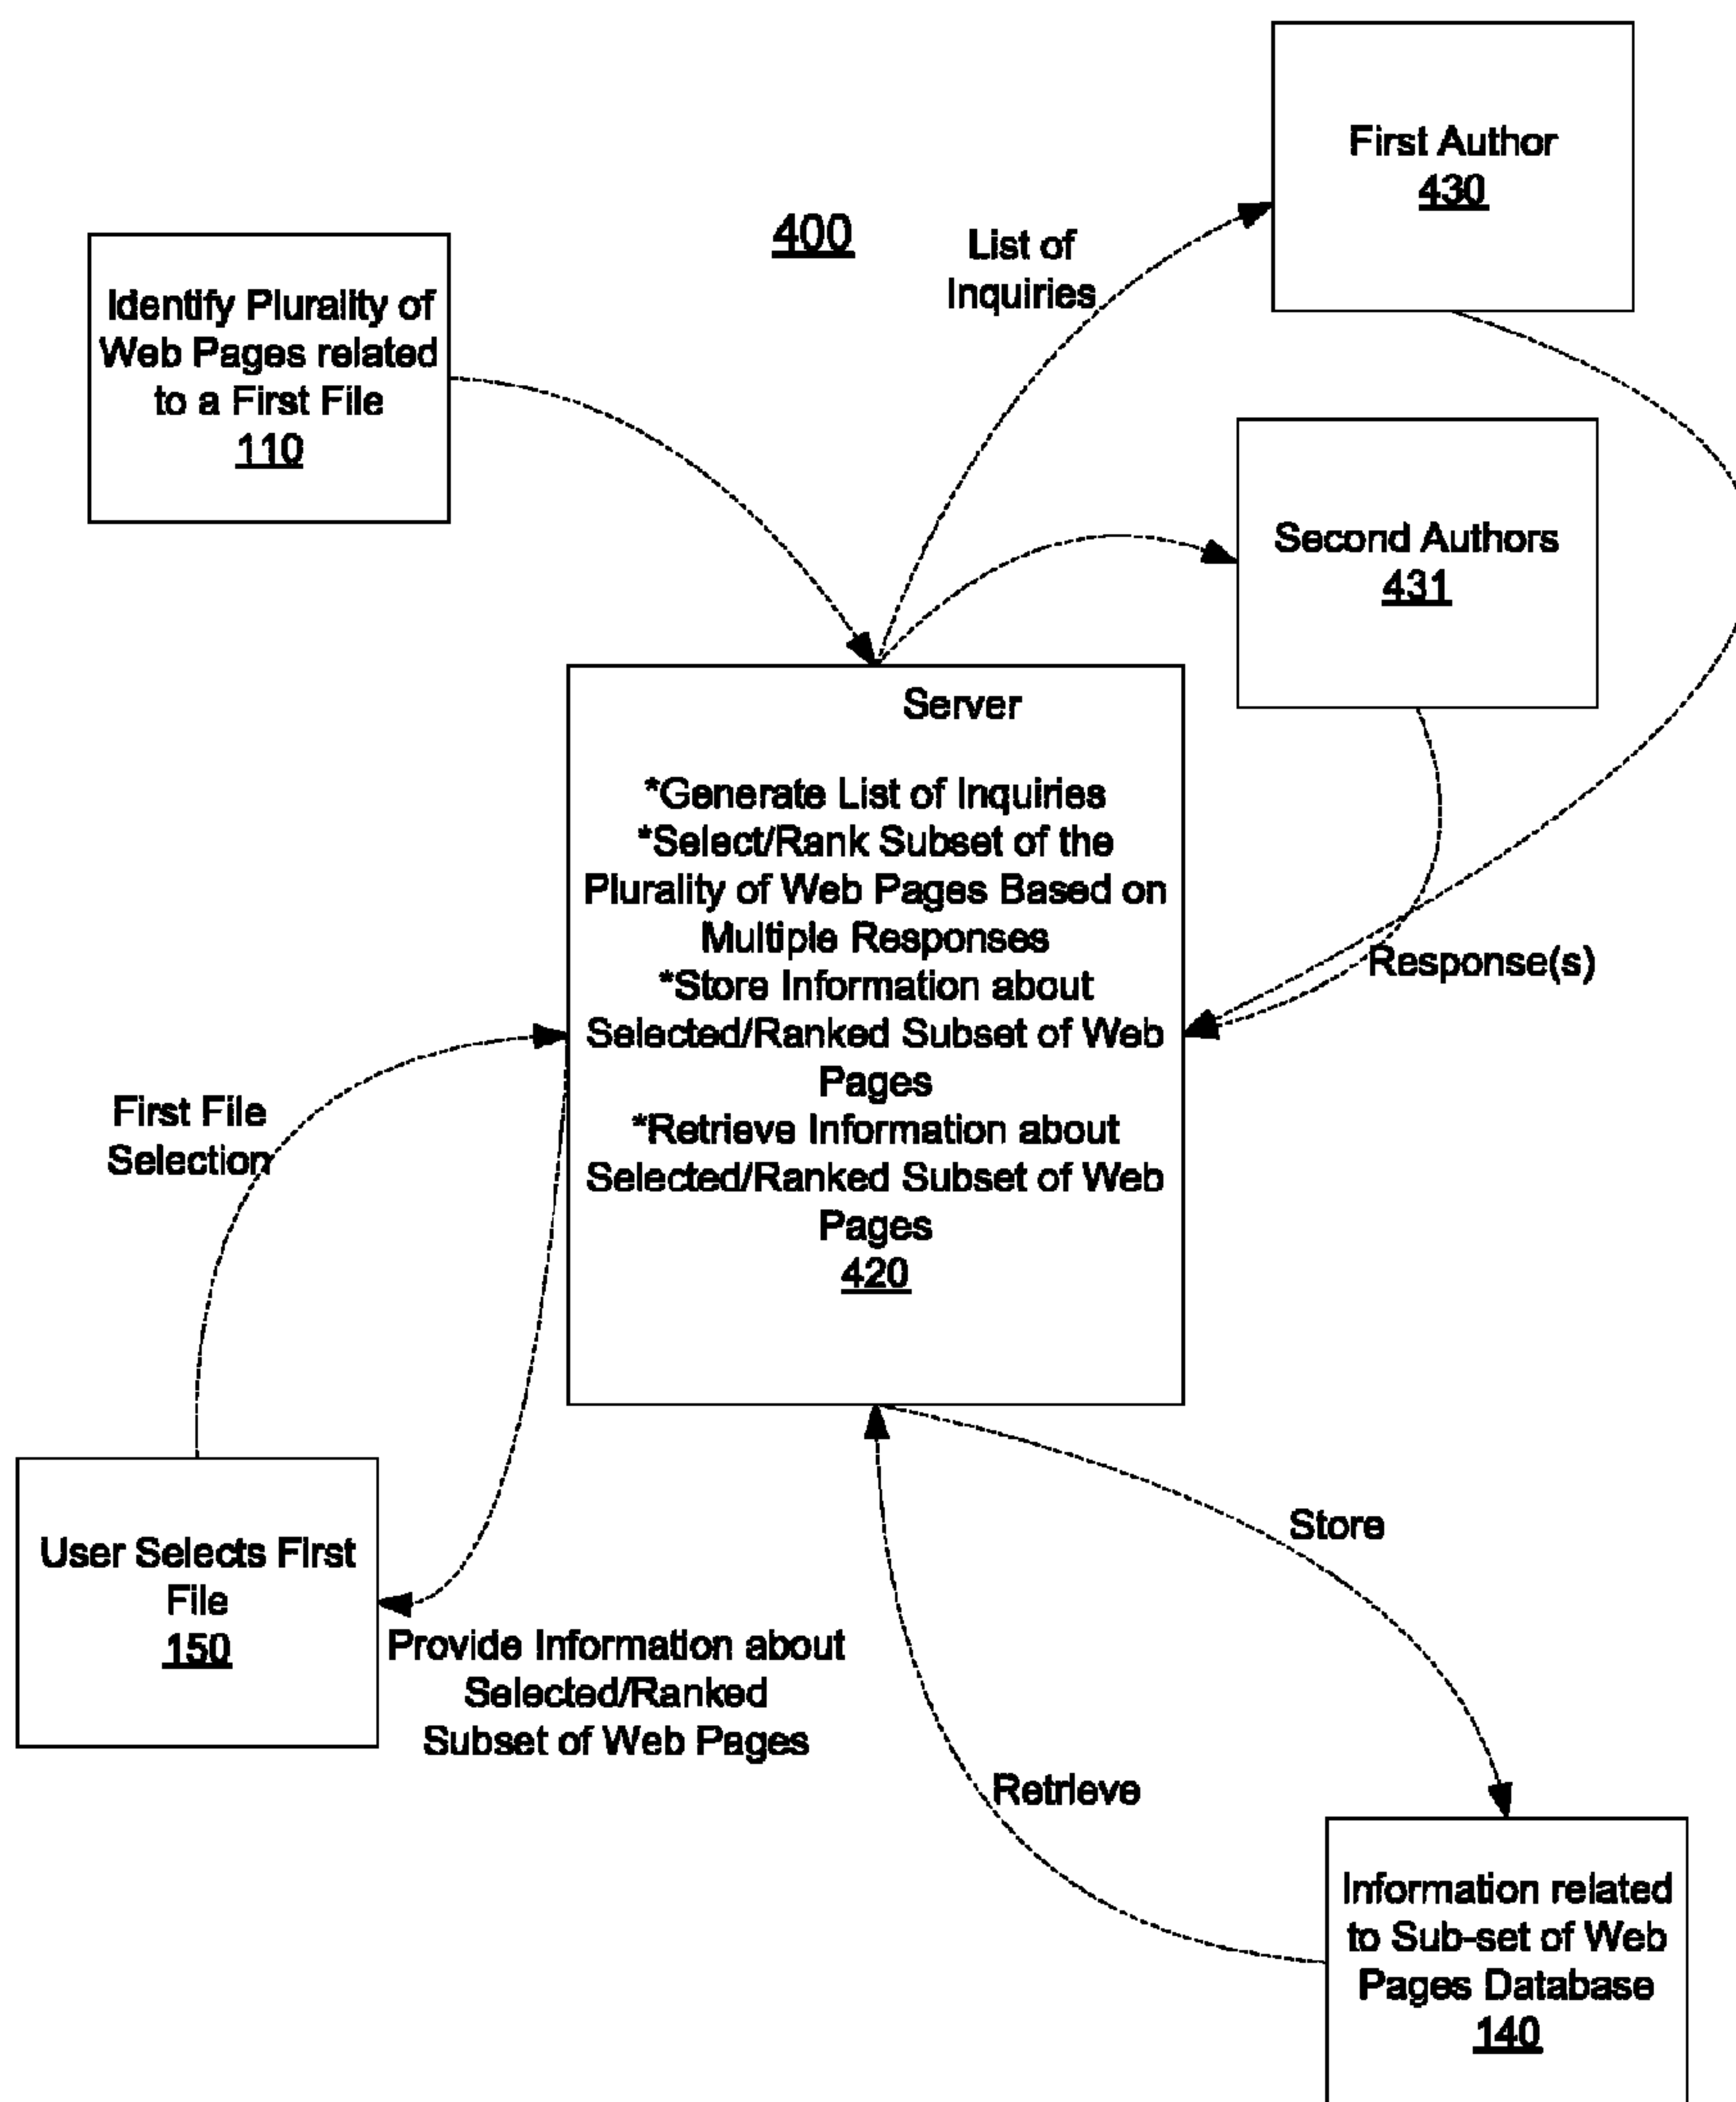 First Author
430
400
List of
Inquiries
Identify Plurality of
Web Pages related
to a First File
110
Second Authors
431
Server
*Generate List of Inquiries
*Select/Rank Subset of the
Plurality of Web Pages Based on
Multiple Responses
*Store Information about
Selected/Ranked Subset of Web
Pages
*Retrieve Information about
Selected/Ranked Subset of Web
Pages
420
Response(s)
First File
Selection
User Selects First
File
150
Provide Information about
Selected/Ranked
Subset of Web Pages
Store
Retrieve
Information related
to Sub-set of Web
Pages Database
140